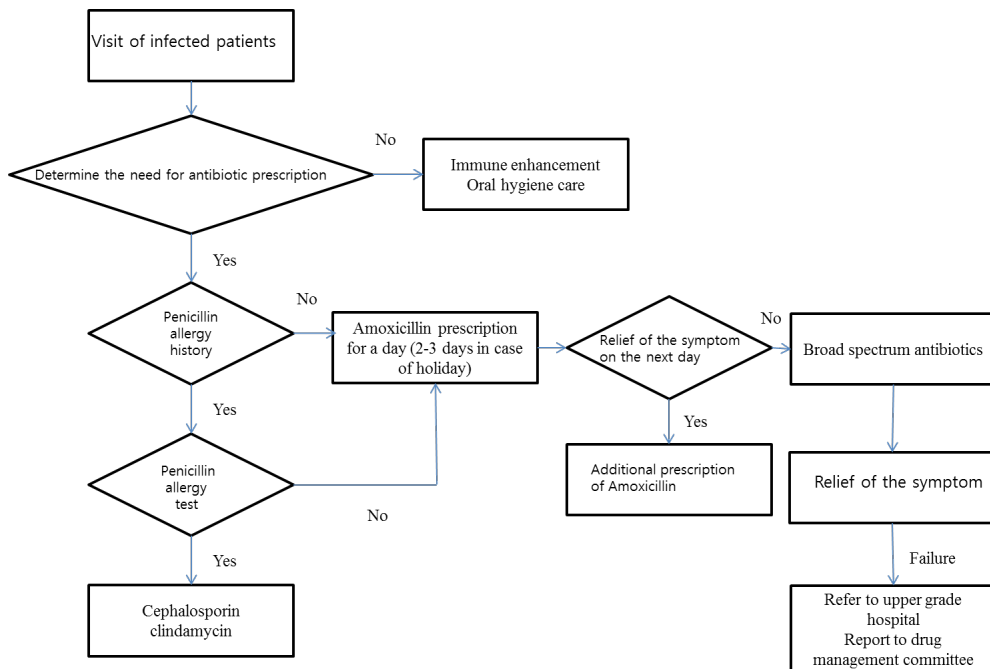 Visit of infected patients
No
Determine the need for antibiotic prescription
Immune enhancement
Oral hygiene care
Yes
Penicillin
allergy
history
No
Amoxicillin prescription
for a day (2-3 days in case
of holiday)
Relief of the symptom
on the next day
No
Broad spectrum antibiotics
Yes
Yes
Penicillin
allergy
test
No
Additional prescription
of Amoxicillin
Relief of the symptom
Yes
Failure
Cephalosporin
clindamycin
Refer to upper grade
hospital
Report to drug
management committee